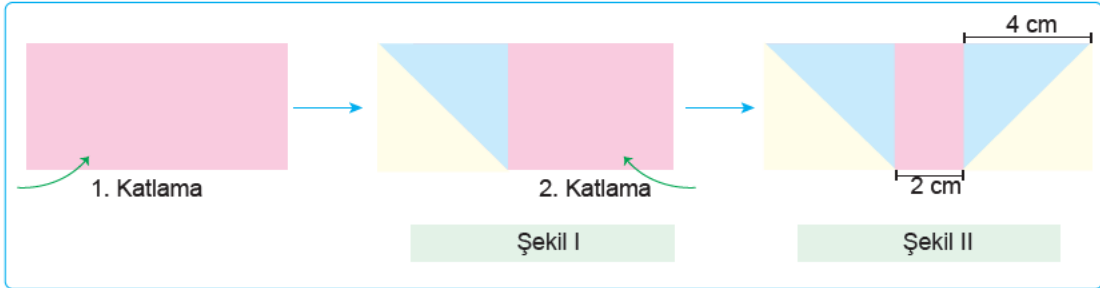 4 cm
1. Katlama
2. Katlama
2 cm
Şekil I
Şekil II